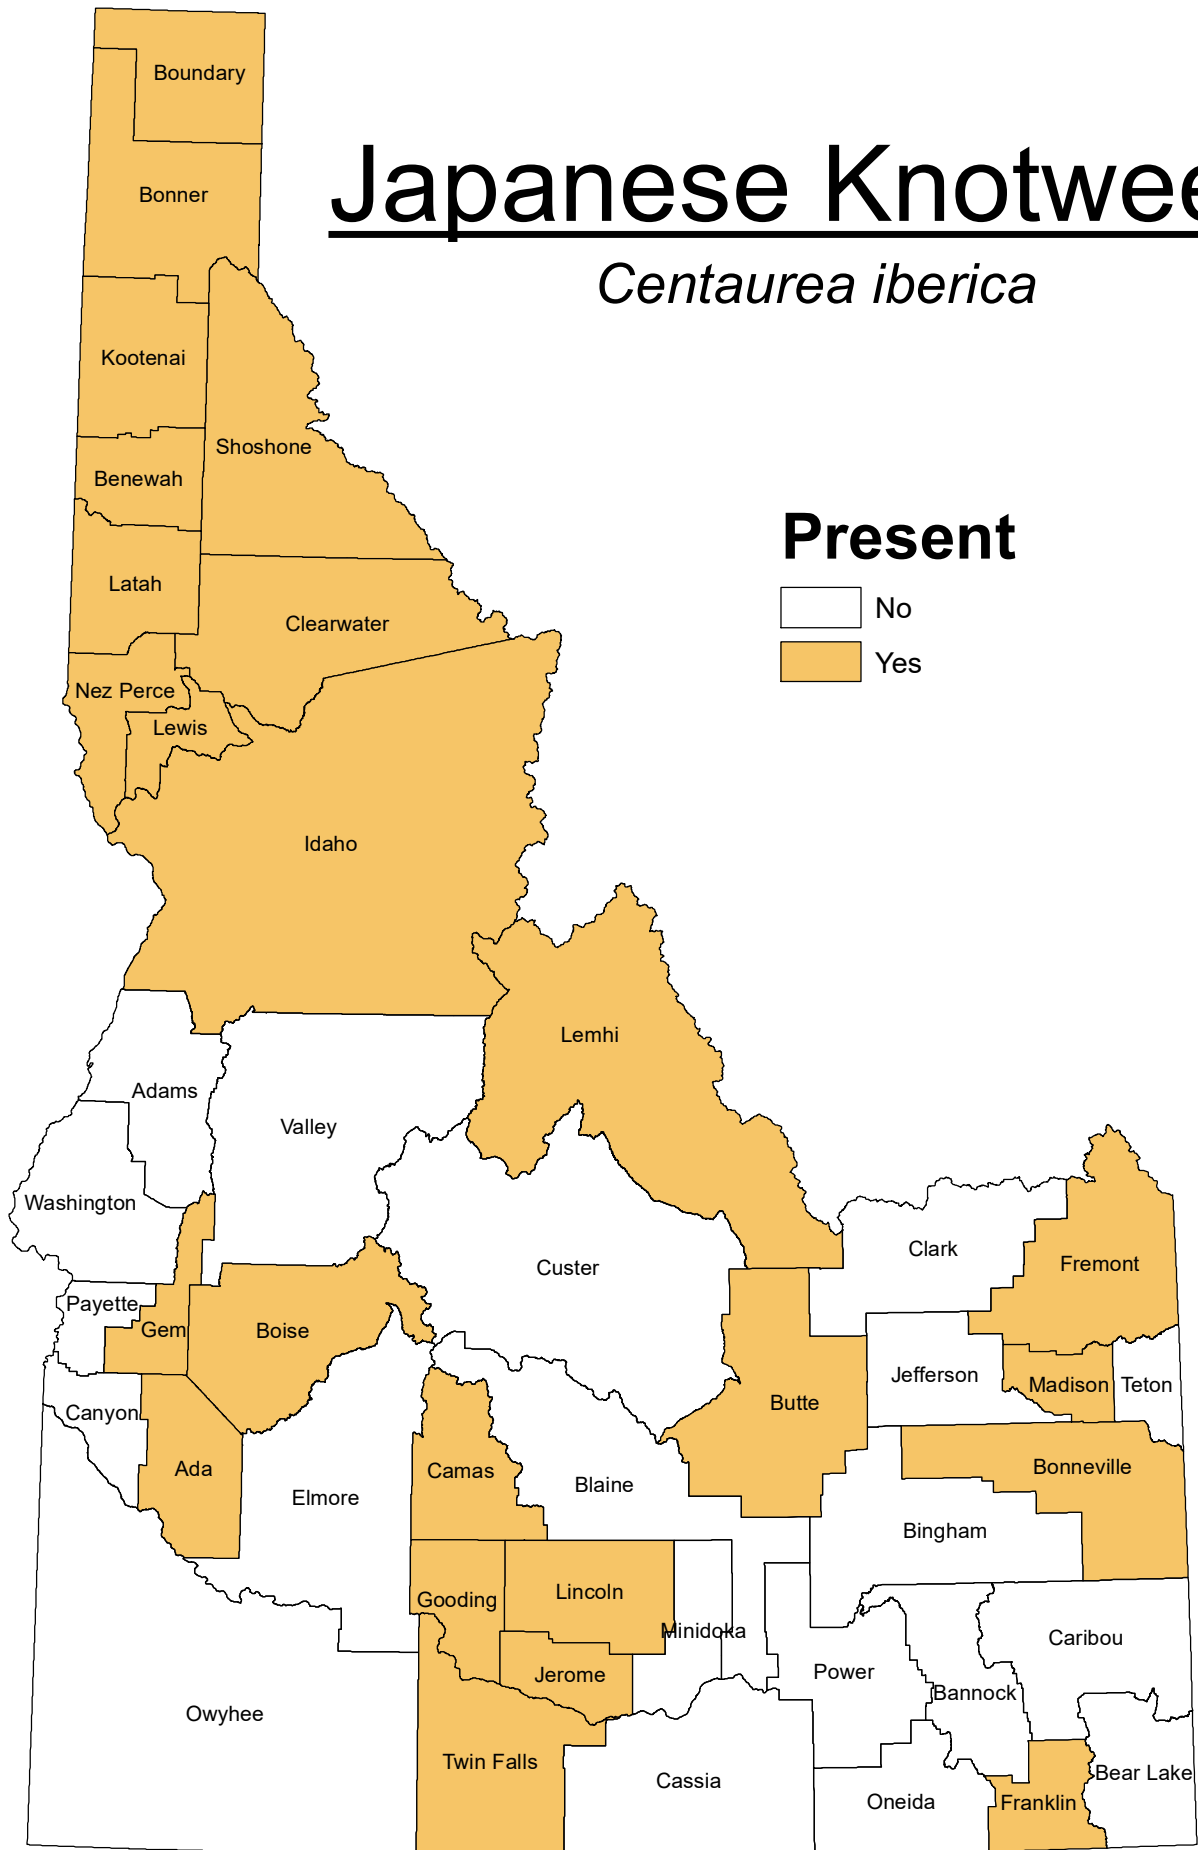 Boundary
Japanese Knotwee
Bonner
Centaurea iberica
Kootenai
Shoshone
Benewah
Present
Latah
No
Clearwater
Yes
Nez Perce
Lewis
Idaho
Lemhi
Adams
Valley
Washington
Clark
Custer
Fremont
Payette
Gem
Boise
Jefferson
Madison
Teton
Butte
Canyon
Ada
Camas
Bonneville
Elmore
Blaine
Bingham
Gooding
Lincoln
Minidoka
Caribou
Jerome
Power
Bannock
Owyhee
Twin Falls
Cassia
Bear Lake
Oneida
Franklin